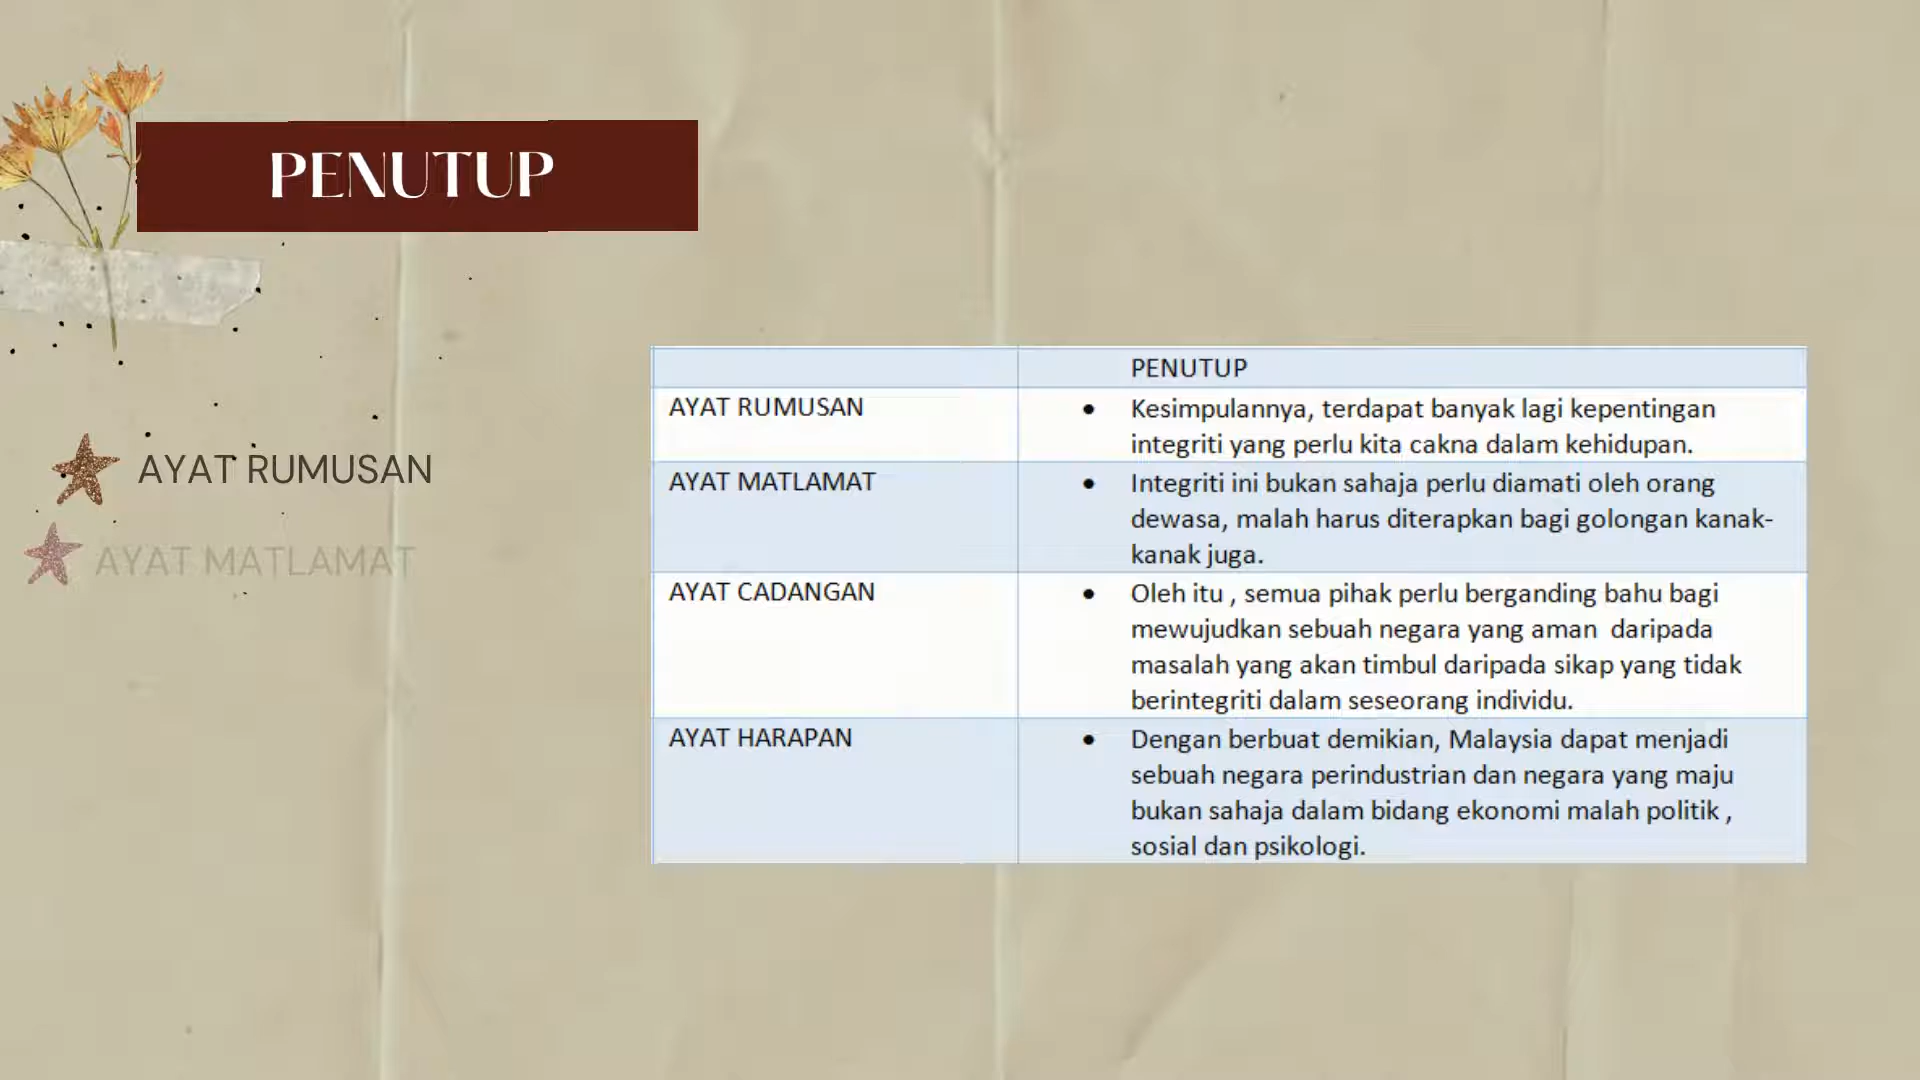 PENUTUP
AYAT RUMUSAN
AYAT MATLAMAT
PENUTUP
AYAT RUMUSAN
• Kesimpulannya, terdapat banyak lagi kepentingan
integriti yang perlu kita cakna dalam kehidupan.
AYAT MATLAMAT
• Integriti ini bukan sahaja perlu diamati oleh orang
dewasa, malah harus diterapkan bagi golongan kanak-
kanak juga.
AYAT CADANGAN
• Oleh itu , semua pihak perlu berganding bahu bagi
mewujudkan sebuah negara yang aman  daripada
masalah yang akan timbul daripada sikap yang tidak
berintegriti dalam seseorang individu.
AYAT HARAPAN
• Dengan berbuat demikian, Malaysia dapat menjadi
sebuah negara perindustrian dan negara yang maju
bukan sahaja dalam bidang ekonomi malah politik ,
sosial dan psikologi.